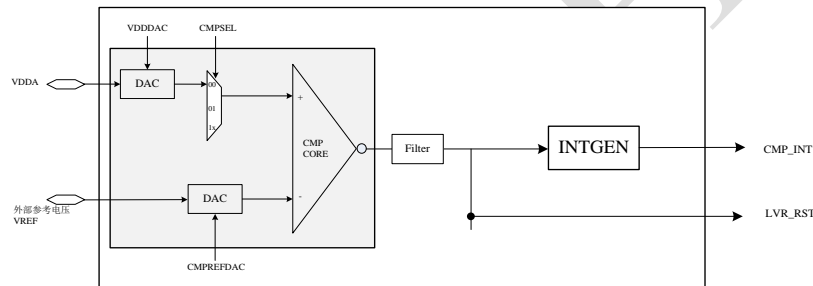 VDDDAC
CMPSEL
VDDA
DAC
00
01
1x
+
CMP
CORE
-
Filter
INTGEN
CMP_INT
外部参考电压
VREF
DAC
LVR_RST
CMPREFDAC